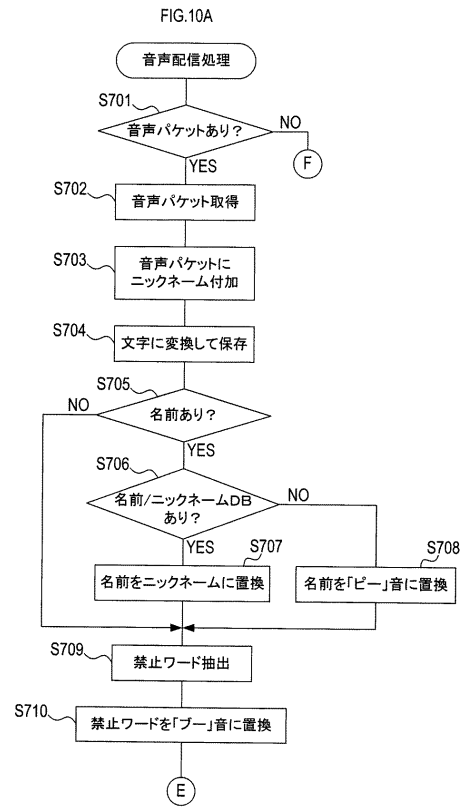 FIG.10A
音声配信処理
S701
音声パケットあり?
NO
F
YES
S702
音声パケット取得
S703
音声パケットに
ニックネーム付加
S704
文字に変換して保存
S705
NO
名前あり?
YES
S706
名前/ニックネームDB
あり?
NO
YES
S707
名前をニックネームに置換
S708
名前を「ピー」音に置換
S709
禁止ワード抽出
S710
禁止ワードを「ブー」音に置換
E